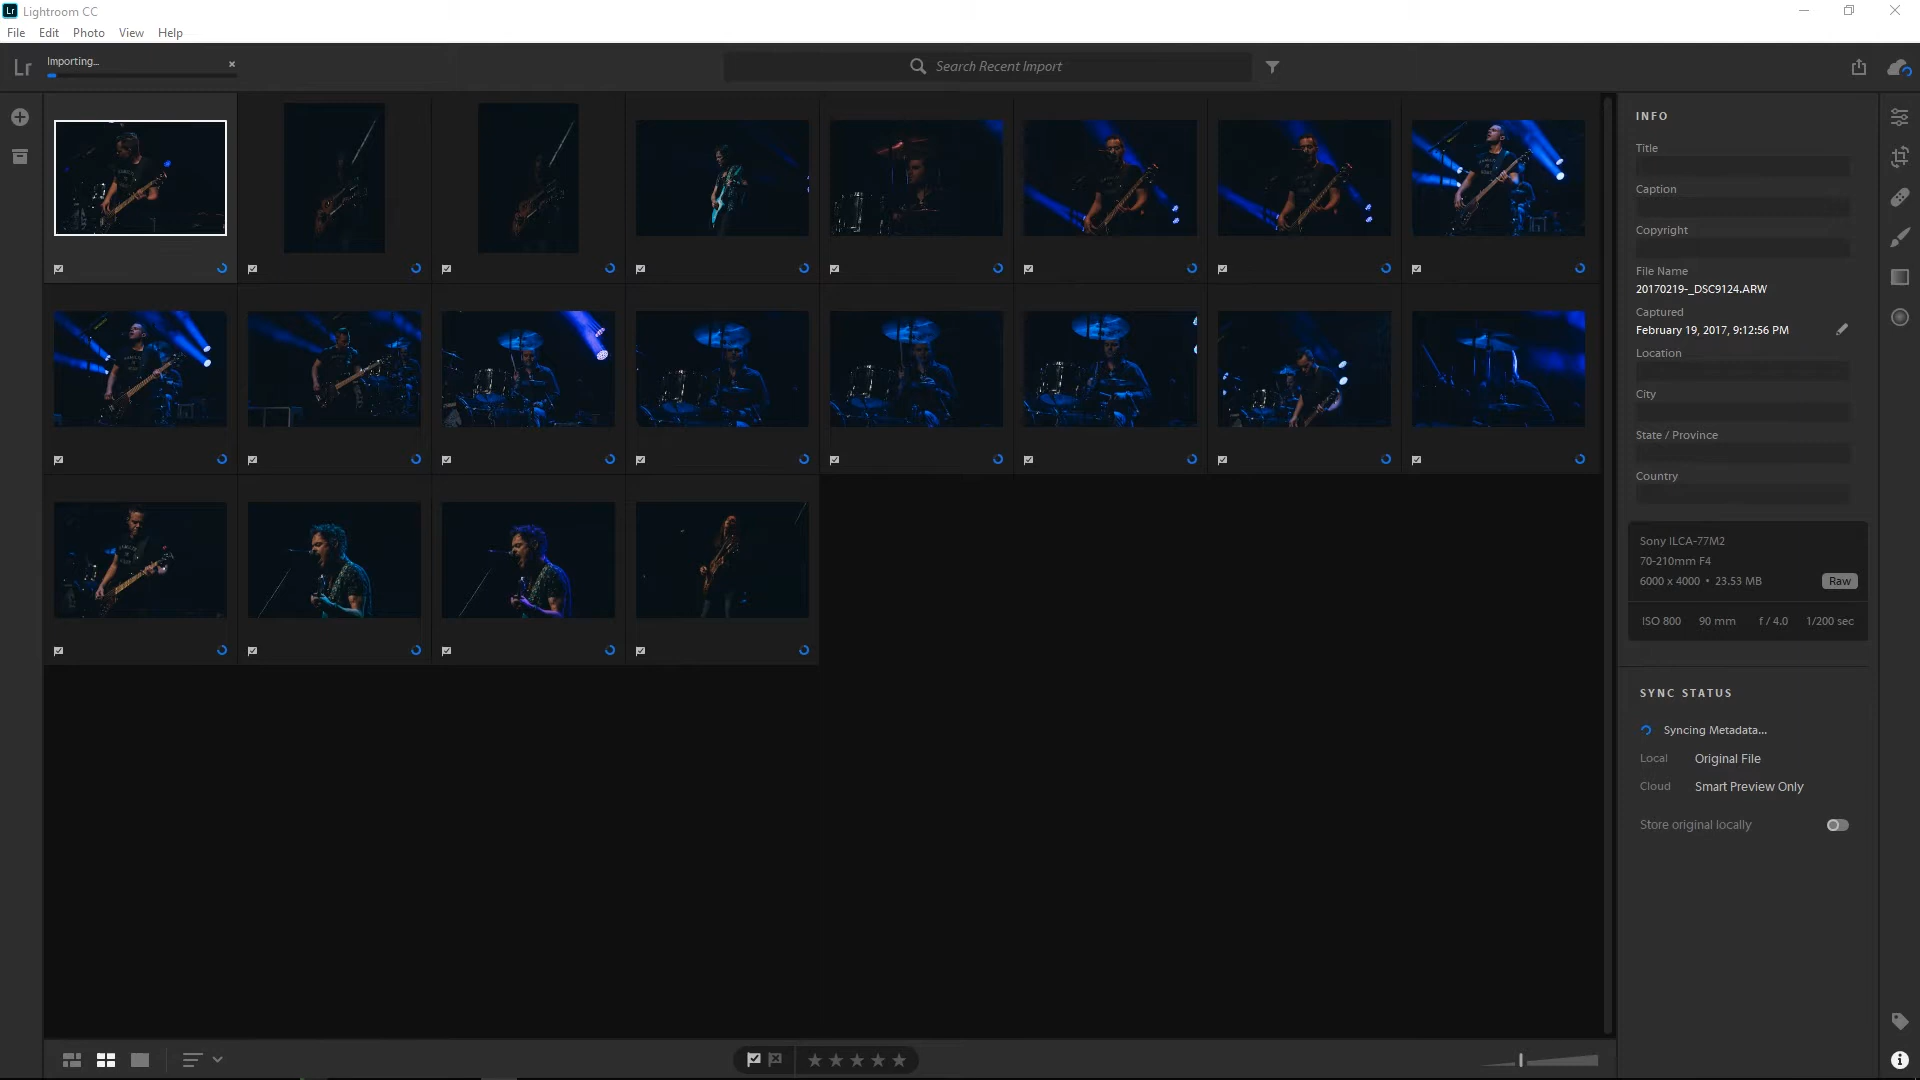 Lr Lightroom CC
File Edit Photo View Help
Lr Importing...
Search Recent Import
INFO
Title
Caption
Copyright
File Name
20170219-_DSC9124.ARW
Captured
February 19, 2017, 9:12:56 PM
Location
City
State / Province
Country
Sony ILCA-77M2
70-210mm F4
6000 x 4000 • 23.53 MB Raw
ISO 800 90 mm f / 4.0 1/200 sec
SYNC STATUS
Syncing Metadata...
Local Original File
Cloud Smart Preview Only
Store original locally